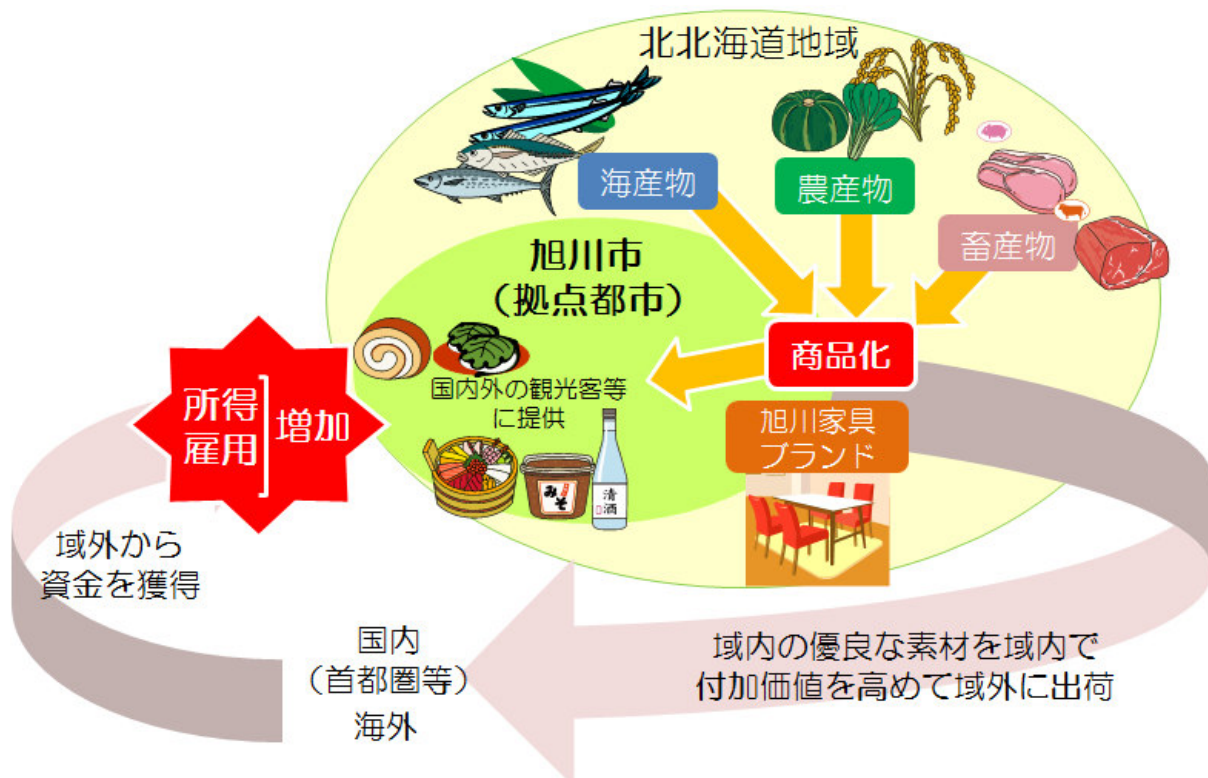 北北海道地域
海産物
農産物
畜産物
旭川市
（拠点都市）
商品化
国内外の観光客等
に提供
旭川家具
ブランド
みそ
清酒
所得
雇用
増加
域外から
資金を獲得
国内
（首都圏等）
海外
域内の優良な素材を域内で
付加価値を高めて域外に出荷